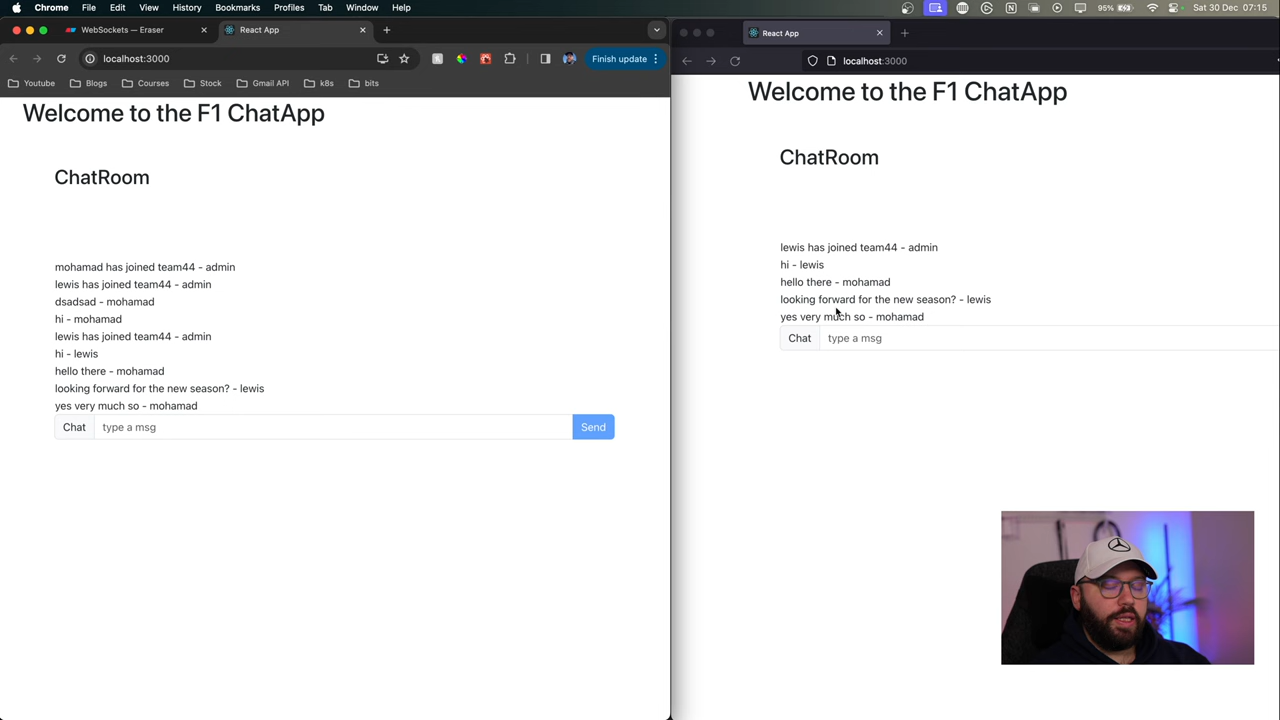 Chrome File Edit View History Bookmarks Profiles Tab Window Help 95% Sat 30 Dec 07:15
WebSockets — Eraser React App
localhost:3000 Finish update
Youtube Blogs Courses Stock Gmail API k8s bits
Welcome to the F1 ChatApp
ChatRoom
mohamad has joined team44 - admin
lewis has joined team44 - admin
dsadsad - mohamad
hi - mohamad
lewis has joined team44 - admin
hi - lewis
hello there - mohamad
looking forward for the new season? - lewis
yes very much so - mohamad
Chat type a msg Send
React App
localhost:3000
Welcome to the F1 ChatApp
ChatRoom
lewis has joined team44 - admin
hi - lewis
hello there - mohamad
looking forward for the new season? - lewis
yes very much so - mohamad
Chat type a msg